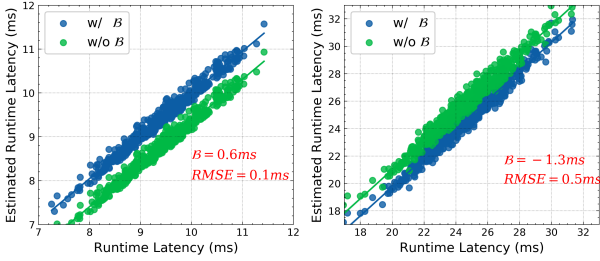 Estimated Runtime Latency (ms)
12
11
10
9
8
7
w/ ℬ
w/o ℬ
ℬ = 0.6ms
RMSE = 0.1ms
7 8 9 10 11 12
Runtime Latency (ms)
Estimated Runtime Latency (ms)
32
30
28
26
24
22
20
18
w/ ℬ
w/o ℬ
ℬ = −1.3ms
RMSE = 0.5ms
18 20 22 24 26 28 30 32
Runtime Latency (ms)